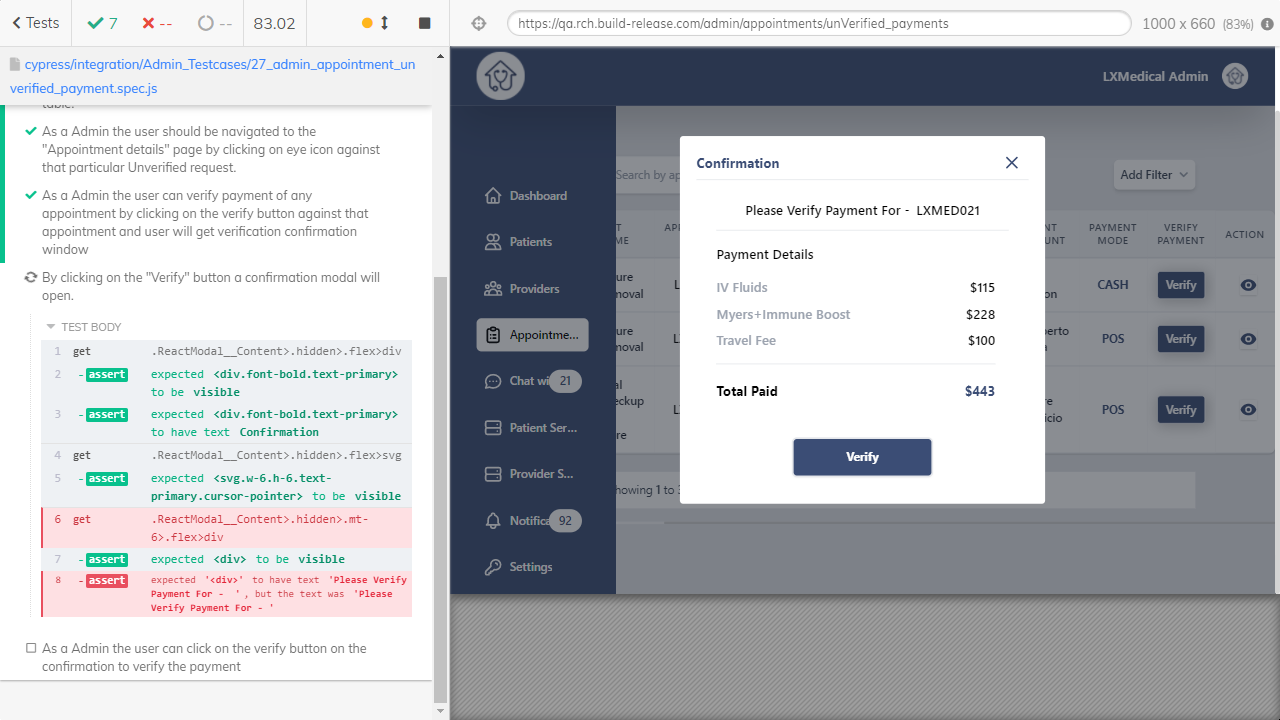 Tests
7
--
--
83.02
https://qa.rch.build-release.com/admin/appointments/unVerified_payments
1000 x 660 (83%)
cypress/integration/Admin_Testcases/27_admin_appointment_un
verified_payment.spec.js
table.
As a Admin the user should be navigated to the
"Appointment details" page by clicking on eye icon against
that particular Unverified request.
As a Admin the user can verify payment of any
appointment by clicking on the verify button against that
appointment and user will get verification confirmation
window
By clicking on the "Verify" button a confirmation modal will
open.
TEST BODY
1 get .ReactModal__Content>.hidden>.flex>div
2 -assert expected <div.font-bold.text-primary>
to be visible
3 -assert expected <div.font-bold.text-primary>
to have text Confirmation
4 get .ReactModal__Content>.hidden>.flex>svg
5 -assert expected <svg.w-6.h-6.text-
primary.cursor-pointer> to be visible
6 get .ReactModal__Content>.hidden>.mt-
6>.flex>div
7 -assert expected <div> to be visible
8 -assert expected '<div>' to have text 'Please Verify
Payment For -  ', but the text was 'Please
Verify Payment For - '
As a Admin the user can click on the verify button on the
confirmation to verify the payment
LXMedical Admin
Dashboard
Patients
Providers
Appointme...
Chat wi 21
Patient Ser...
Provider S...
Notifica 92
Settings
Search by ap
Add Filter
PAYMENT
MODE
VERIFY
PAYMENT
ACTION
CASH Verify
POS Verify
POS Verify
howing 1 to 3
Confirmation
Please Verify Payment For - LXMED021
Payment Details
IV Fluids $115
Myers+Immune Boost $228
Travel Fee $100
Total Paid $443
Verify